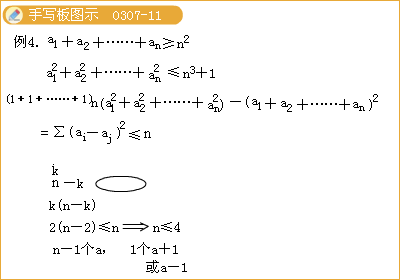 手写板图示 0307-11
例4. a₁+a₂+……+aₙ≥n²
a₁²+a₂²+……+aₙ²≤n³+1
(1+1+……+1)n(a₁²+a₂²+……+aₙ²)-(a₁+a₂+……+aₙ)²
=∑(aᵢ-aⱼ)²≤n
k
n-k
k(n-k)
2(n-2)≤n⟹n≤4
n-1个a, 1个a+1
或a-1